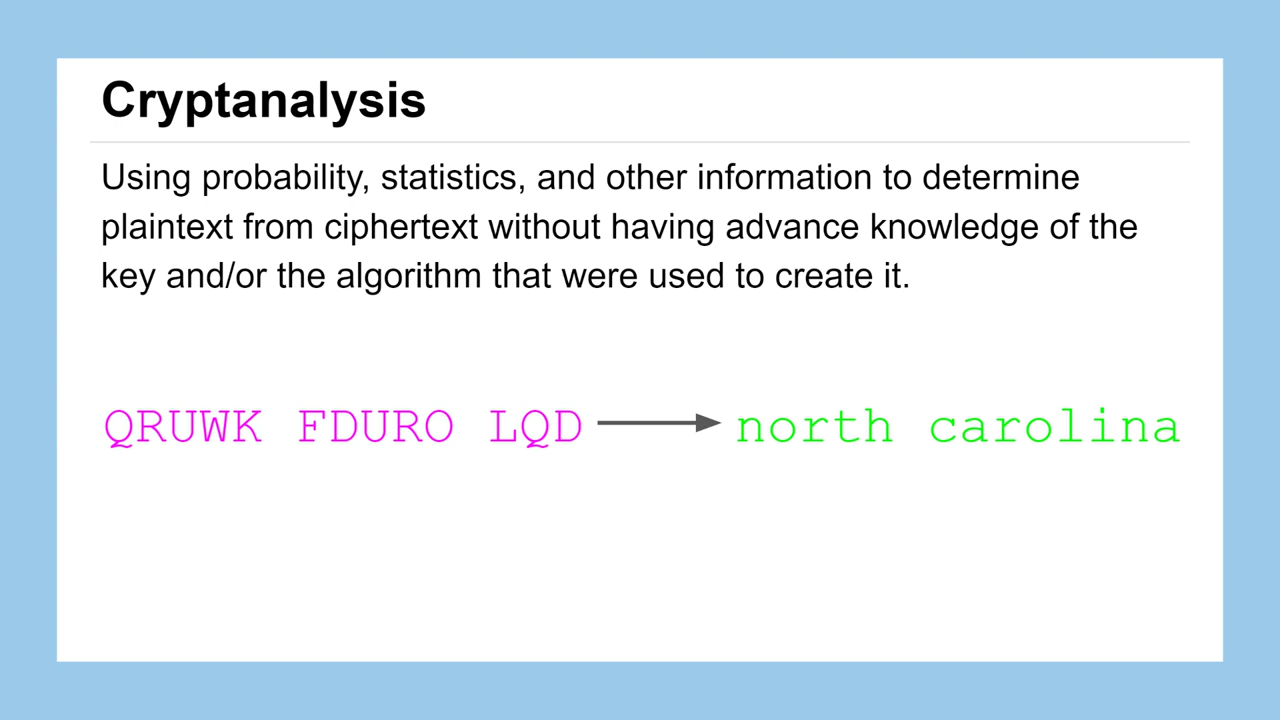 Cryptanalysis
Using probability, statistics, and other information to determine
plaintext from ciphertext without having advance knowledge of the
key and/or the algorithm that were used to create it.
QRUWK FDURO LQD north carolina